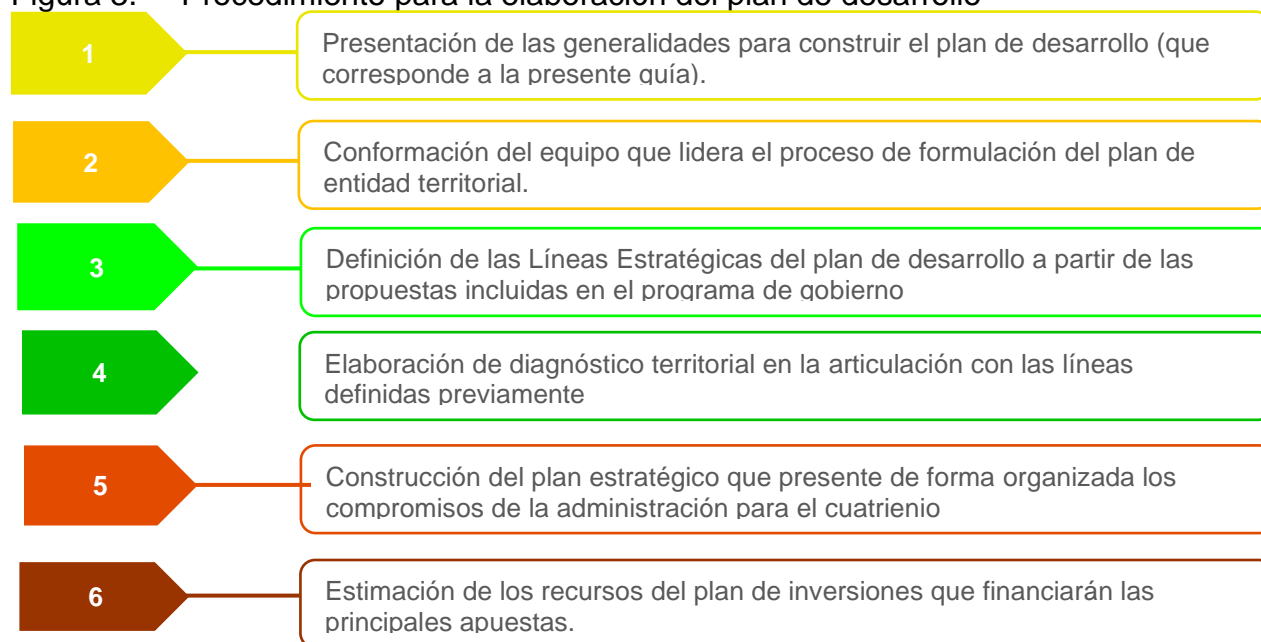 Figura 3. Procedimiento para la elaboración del plan de desarrollo
1
Presentación de las generalidades para construir el plan de desarrollo (que
corresponde a la presente guía).
2
Conformación del equipo que lidera el proceso de formulación del plan de
entidad territorial.
3
Definición de las Líneas Estratégicas del plan de desarrollo a partir de las
propuestas incluidas en el programa de gobierno
4
Elaboración de diagnóstico territorial en la articulación con las líneas
definidas previamente
5
Construcción del plan estratégico que presente de forma organizada los
compromisos de la administración para el cuatrienio
6
Estimación de los recursos del plan de inversiones que financiarán las
principales apuestas.